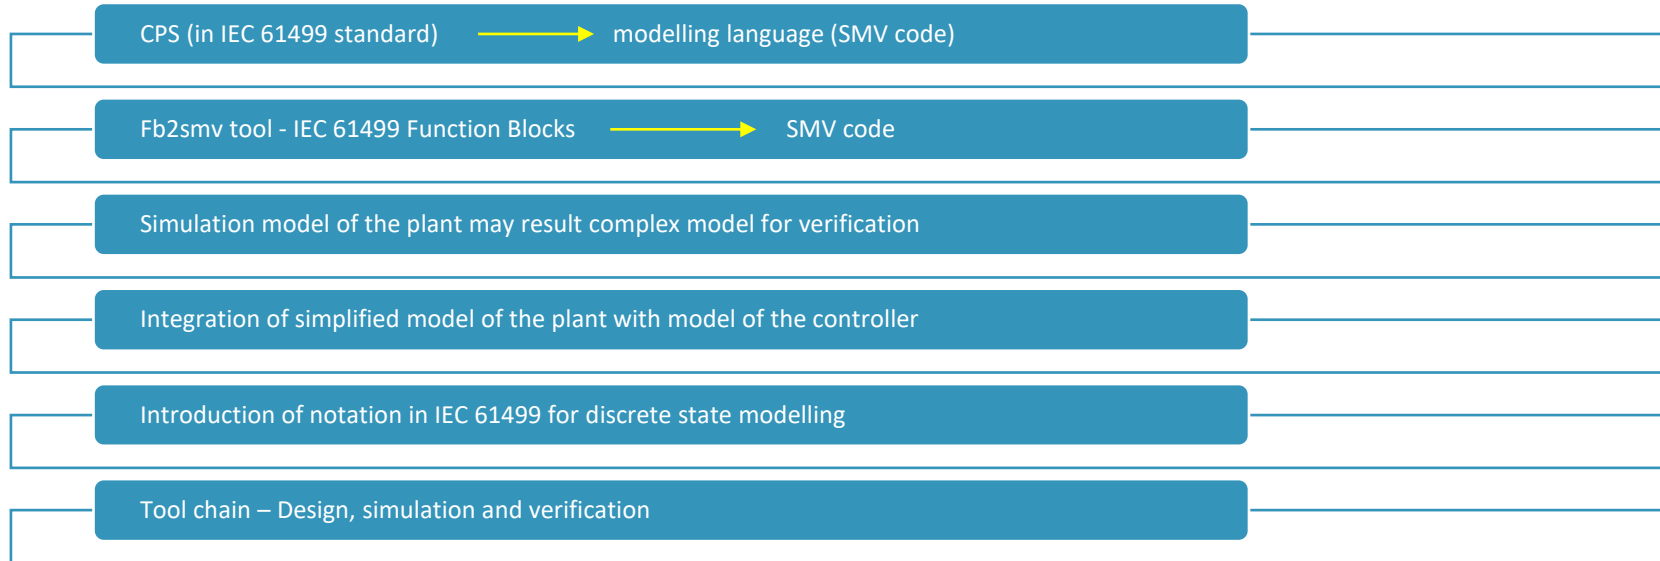 CPS (in IEC 61499 standard) modelling language (SMV code)
Fb2smv tool - IEC 61499 Function Blocks SMV code
Simulation model of the plant may result complex model for verification
Integration of simplified model of the plant with model of the controller
Introduction of notation in IEC 61499 for discrete state modelling
Tool chain – Design, simulation and verification